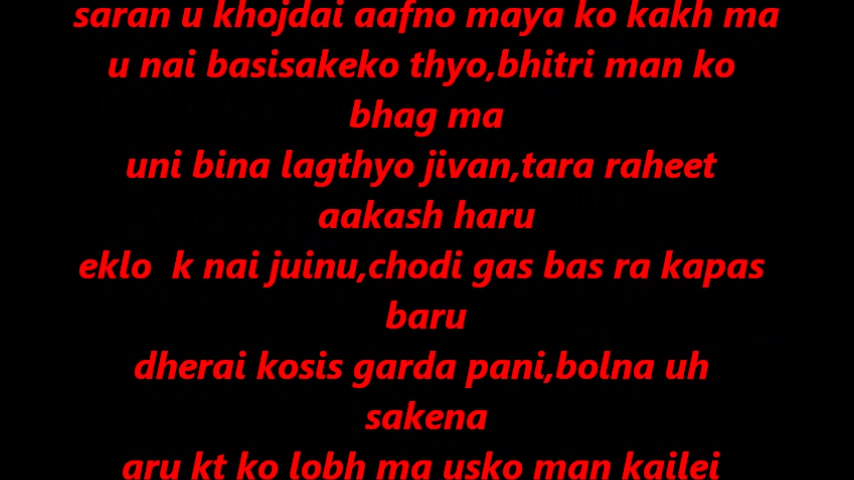 saran u khojdai aafno maya ko kakh ma
u nai basisakeko thyo,bhitri man ko
bhag ma
uni bina lagthyo jivan,tara raheet
aakash haru
eklo  k nai juinu,chodi gas bas ra kapas
baru
dherai kosis garda pani,bolna uh
sakena
aru kt ko lobh ma usko man kailei